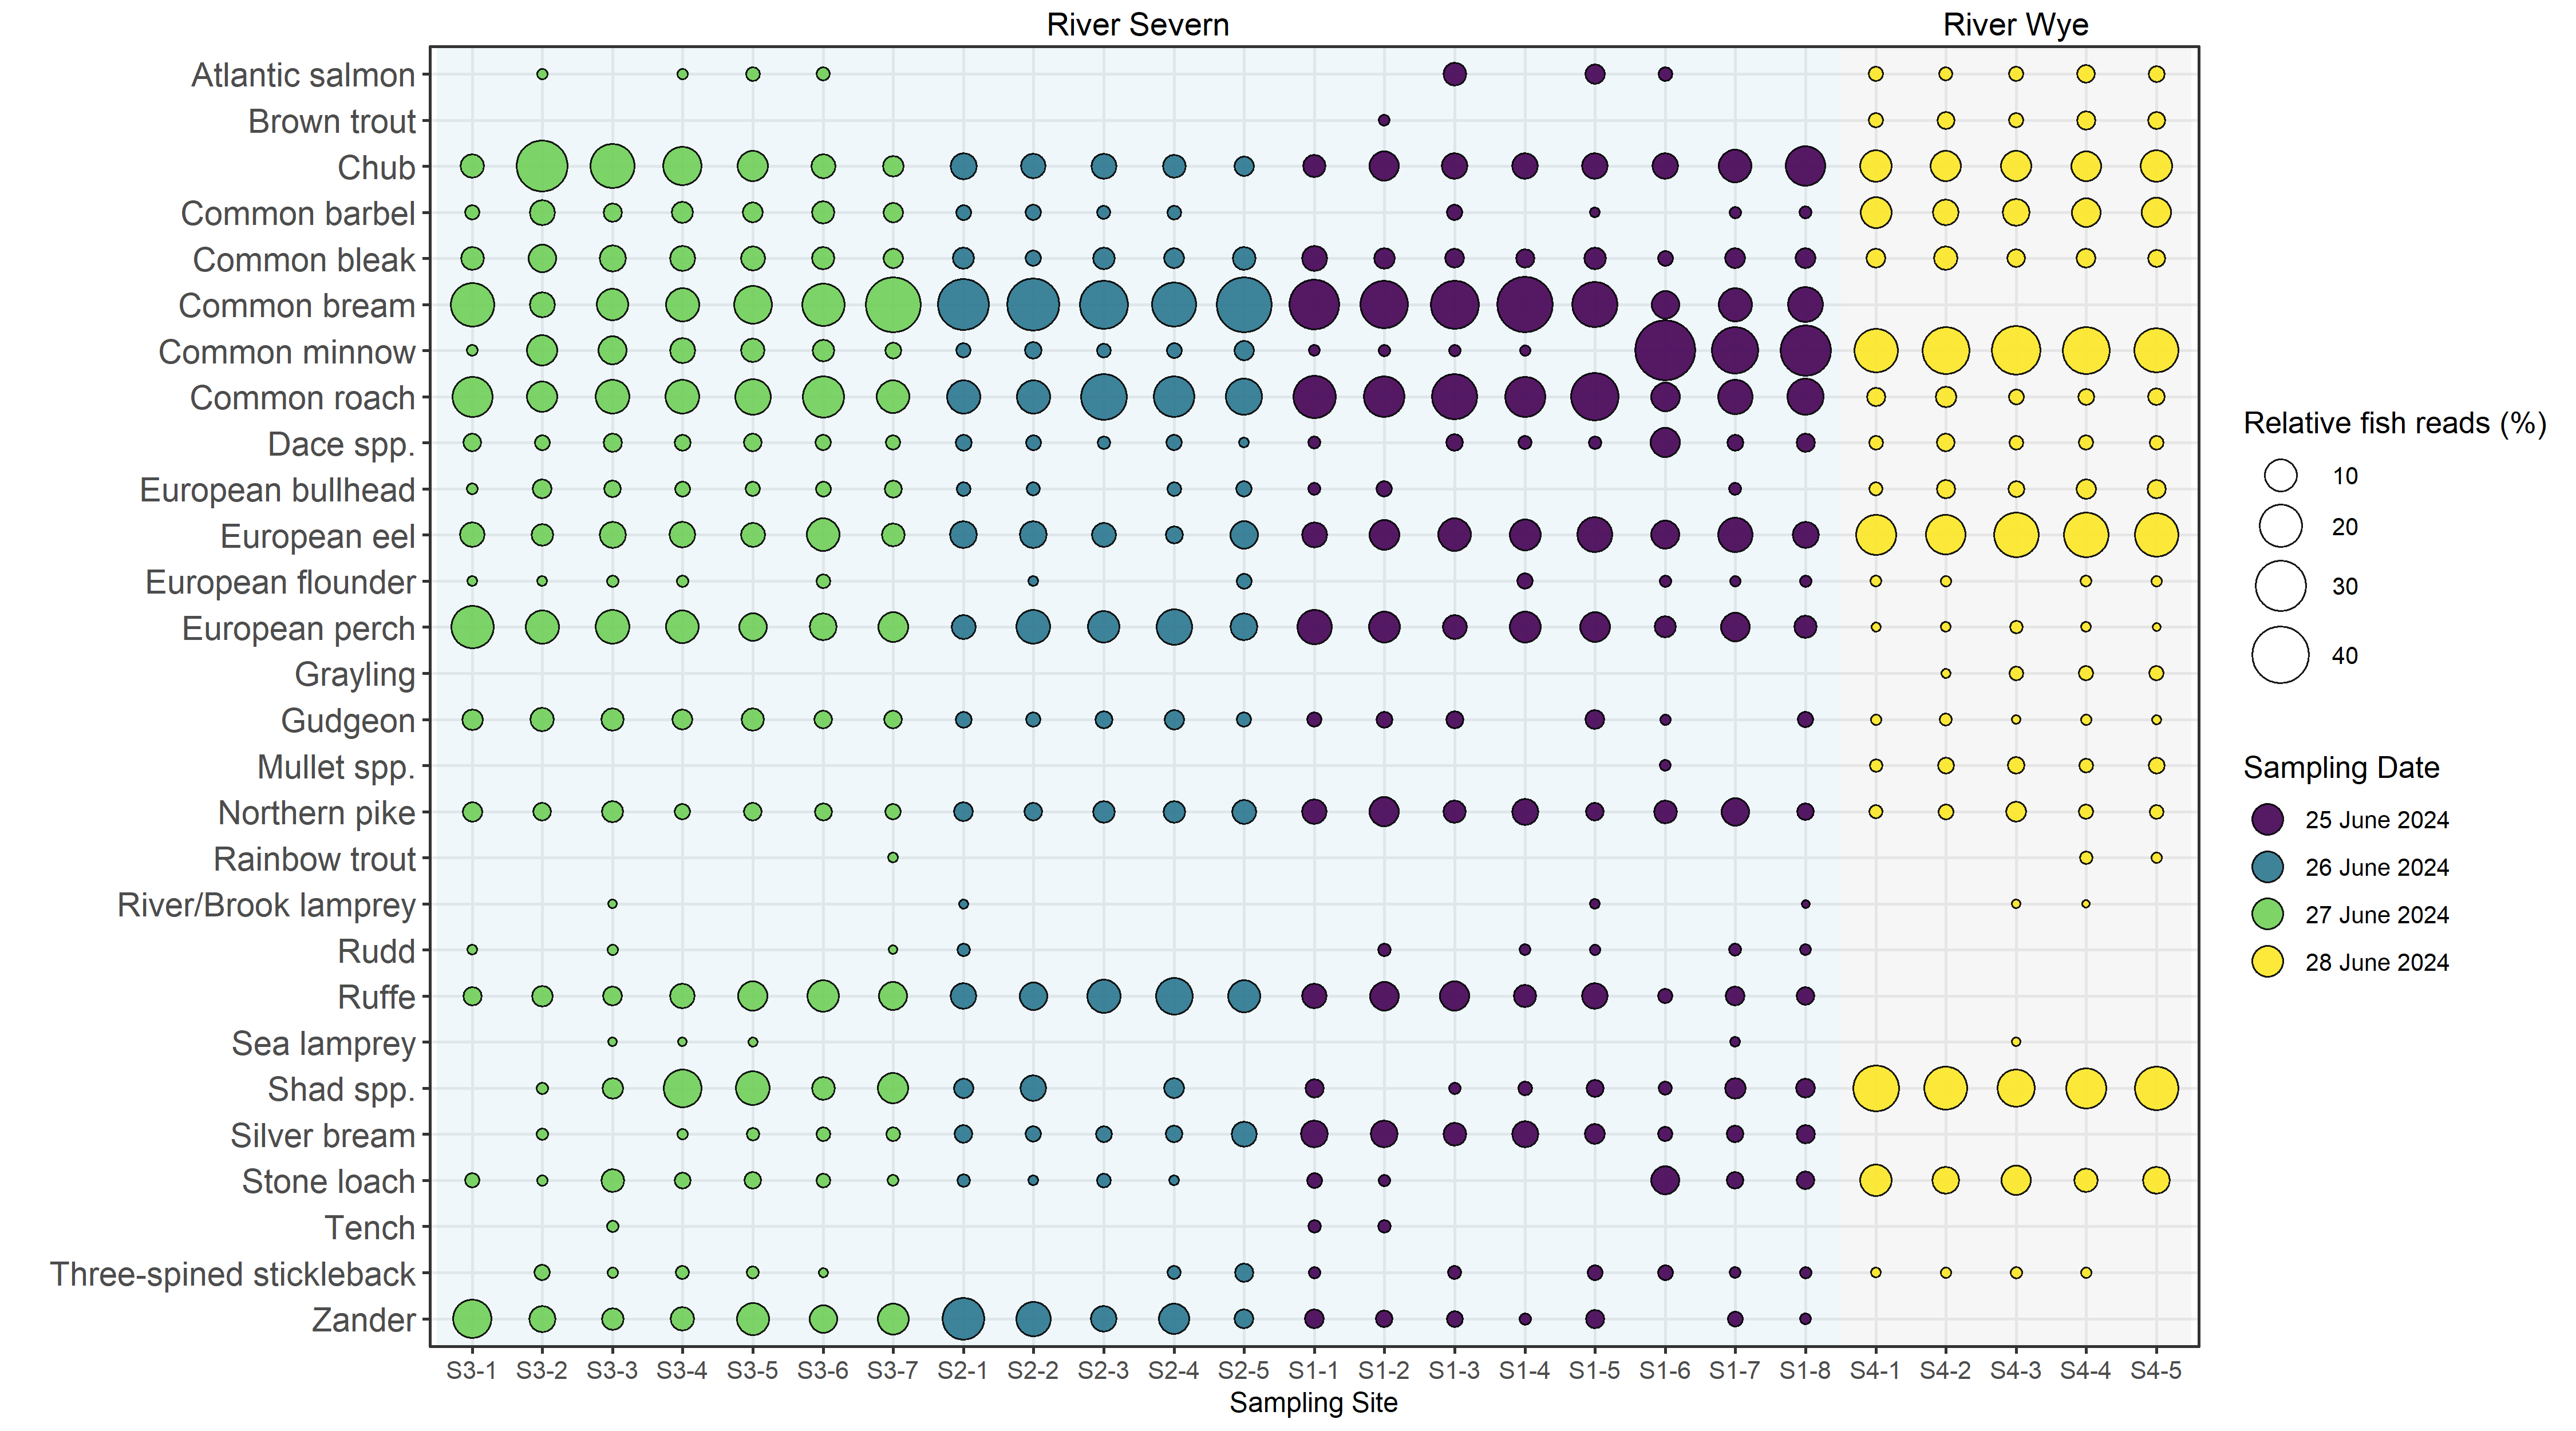 River Severn
River Wye
Atlantic salmon
Brown trout
Chub
Common barbel
Common bleak
Common bream
Common minnow
Common roach
Dace spp.
European bullhead
European eel
European flounder
European perch
Grayling
Gudgeon
Mullet spp.
Northern pike
Rainbow trout
River/Brook lamprey
Rudd
Ruffe
Sea lamprey
Shad spp.
Silver bream
Stone loach
Tench
Three-spined stickleback
Zander
S3-1 S3-2 S3-3 S3-4 S3-5 S3-6 S3-7 S2-1 S2-2 S2-3 S2-4 S2-5 S1-1 S1-2 S1-3 S1-4 S1-5 S1-6 S1-7 S1-8 S4-1 S4-2 S4-3 S4-4 S4-5
Sampling Site
Relative fish reads (%)
10
20
30
40
Sampling Date
25 June 2024
26 June 2024
27 June 2024
28 June 2024